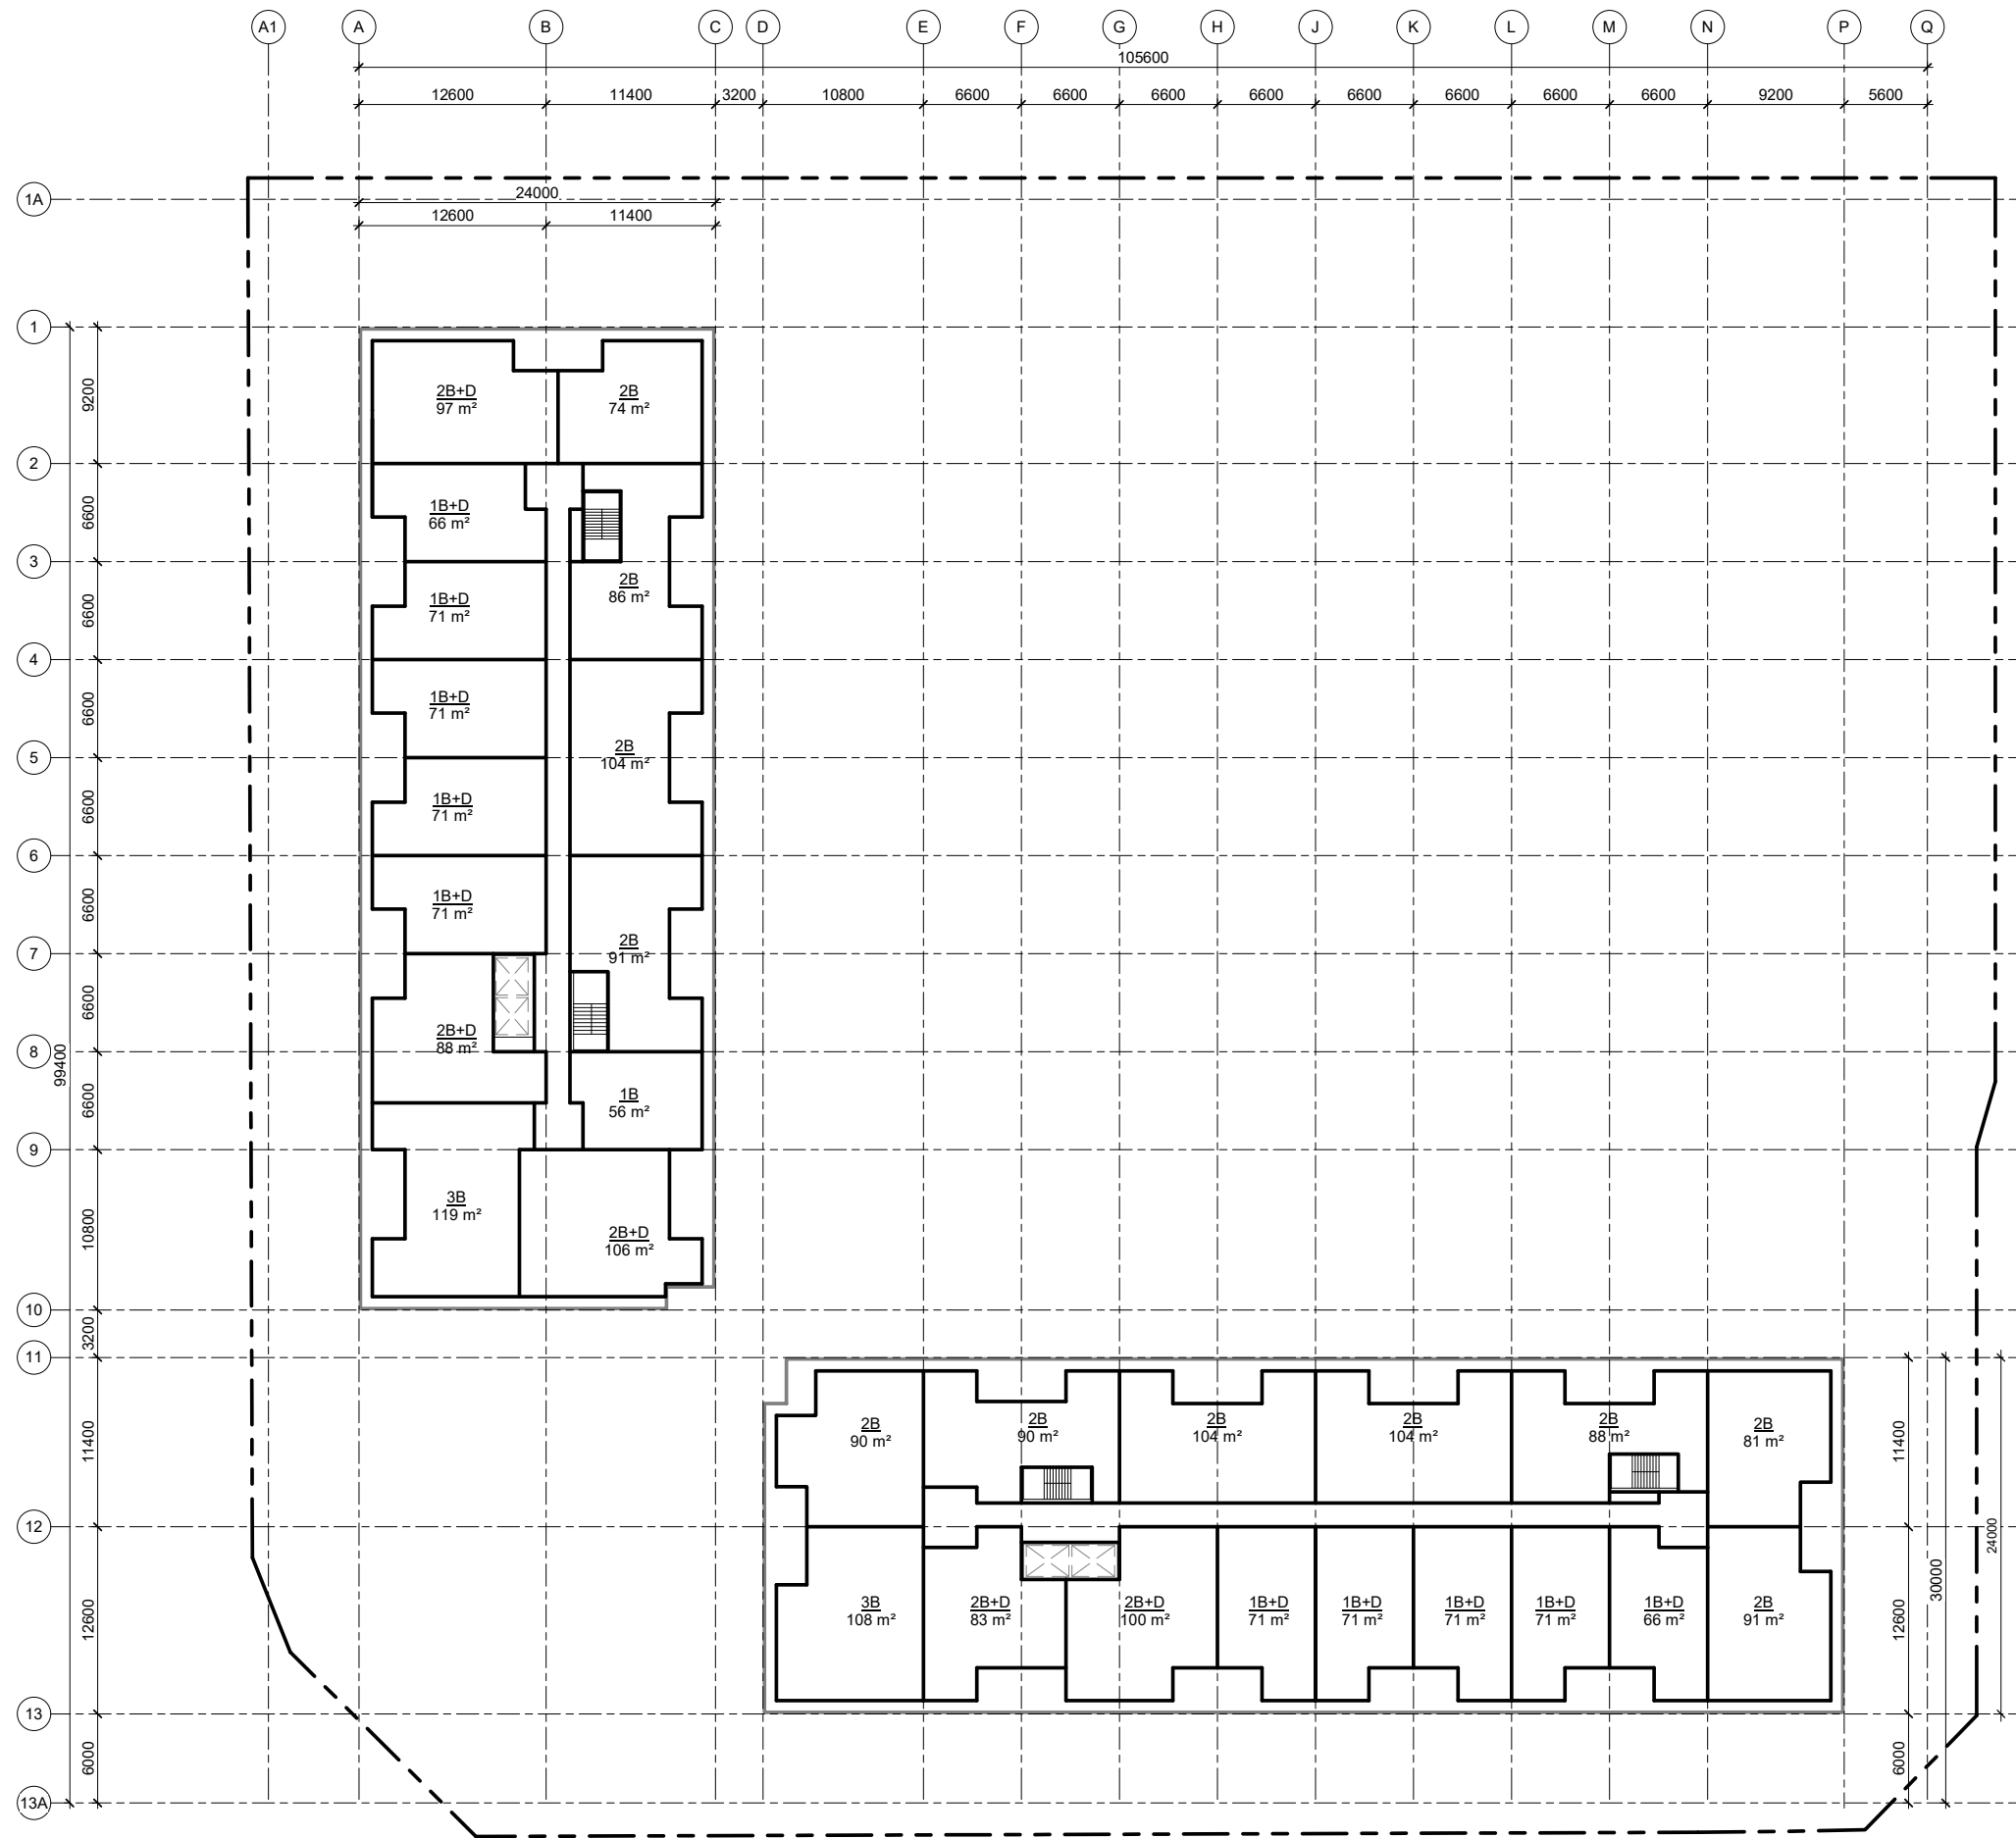 A1 A B C D E F G H J K L M N P Q
105600
12600 11400 3200 10800 6600 6600 6600 6600 6600 6600 6600 6600 9200 5600
1A
24000
12600 11400
1
9200
2B+D 2B
97 m² 74 m²
2
6600
1B+D
66 m²
3
2B
86 m²
6600
1B+D
71 m²
4
6600
1B+D
71 m²
2B
104 m²
5
6600
1B+D
71 m²
6
6600
1B+D
71 m²
2B
91 m²
7
6600
2B+D
88 m²
8
99400
6600
1B
56 m²
9
10800
3B
119 m²
2B+D
106 m²
10
3200
11
11400
2B 2B 2B 2B 2B 2B
90 m² 90 m² 104 m² 104 m² 88 m² 81 m²
11400
12
24000
30000
12600
3B 2B+D 2B+D 1B+D 1B+D 1B+D 1B+D 1B+D 2B
108 m² 83 m² 100 m² 71 m² 71 m² 71 m² 71 m² 66 m² 91 m²
12600
13
6000
6000
13A